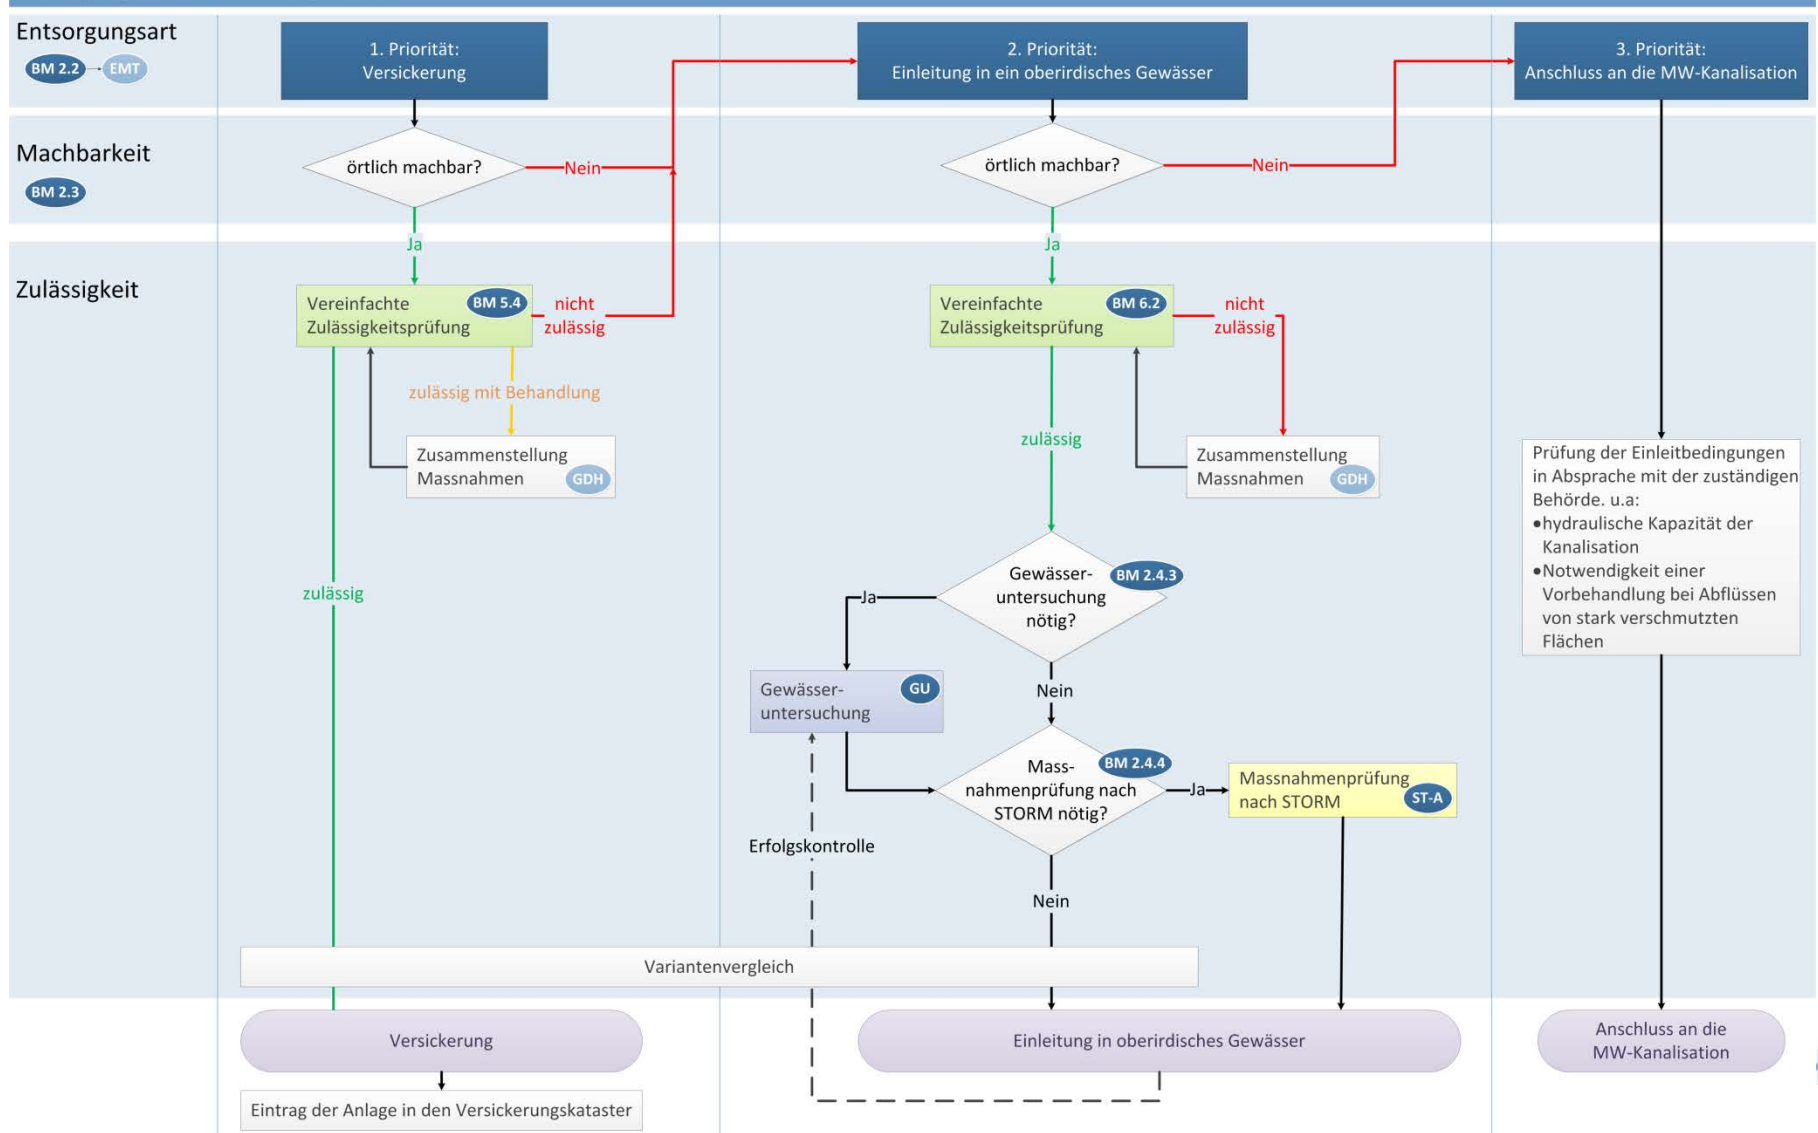 Entsorgungsart
BM 2.2
EMT
1. Priorität:
Versickerung
2. Priorität:
Einleitung in ein oberirdisches Gewässer
3. Priorität:
Anschluss an die MW-Kanalisation
Machbarkeit
BM 2.3
örtlich machbar?
Nein
örtlich machbar?
Nein
Ja
Ja
Zulässigkeit
Vereinfachte
Zulässigkeitsprüfung
BM 5.4
nicht
zulässig
zulässig mit Behandlung
Zusammenstellung
Massnahmen
GDH
zulässig
Vereinfachte
Zulässigkeitsprüfung
BM 6.2
nicht
zulässig
zulässig
Zusammenstellung
Massnahmen
GDH
Gewässer-
untersuchung
nötig?
BM 2.4.3
Ja
Nein
Gewässer-
untersuchung
GU
Mass-
nahmenprüfung nach
STORM nötig?
BM 2.4.4
Ja
Massnahmenprüfung
nach STORM
ST-A
Erfolgskontrolle
Nein
Prüfung der Einleitbedingungen
in Absprache mit der zuständigen
Behörde. u.a:
•hydraulische Kapazität der
Kanalisation
•Notwendigkeit einer
Vorbehandlung bei Abflüssen
von stark verschmutzten
Flächen
Variantenvergleich
Versickerung
Einleitung in oberirdisches Gewässer
Anschluss an die
MW-Kanalisation
Eintrag der Anlage in den Versickerungskataster